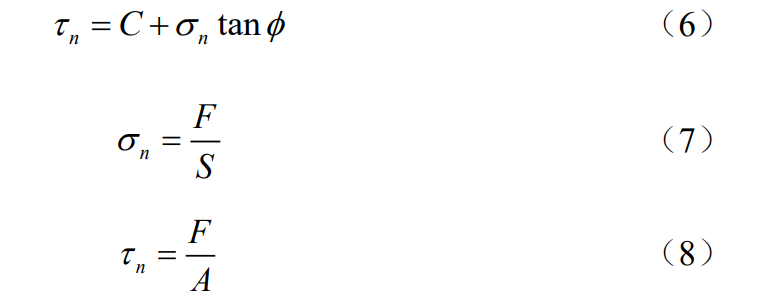 τₙ = C + σₙ tan ϕ （6）
σₙ = F / S （7）
τₙ = F / A （8）